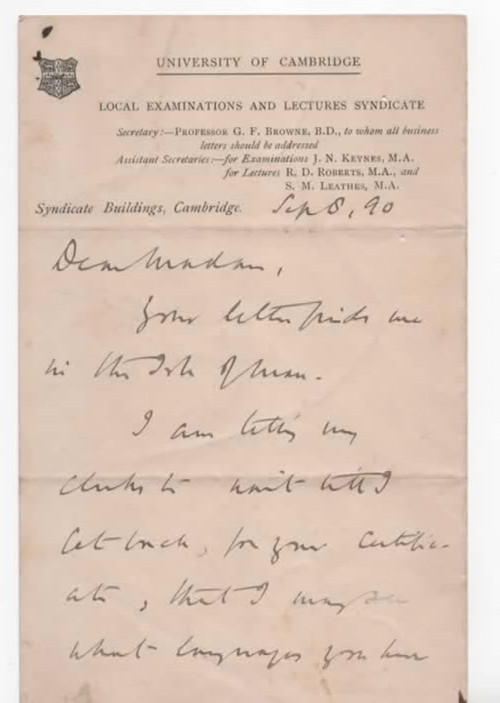 UNIVERSITY OF CAMBRIDGE
LOCAL EXAMINATIONS AND LECTURES SYNDICATE
Secretary:—PROFESSOR G. F. BROWNE, B.D., to whom all business
letters should be addressed
Assistant Secretaries:—for Examinations J. N. KEYNES, M.A.
for Lectures R. D. ROBERTS, M.A., and
S. M. LEATHES, M.A.
Syndicate Buildings, Cambridge. Sep 8, 90
Dear Madam,
Your letter finds me
in the Isle of Man.
I am telling my
clerks to wait till I
get back, for your certific-
ate, that I may see
what languages you have